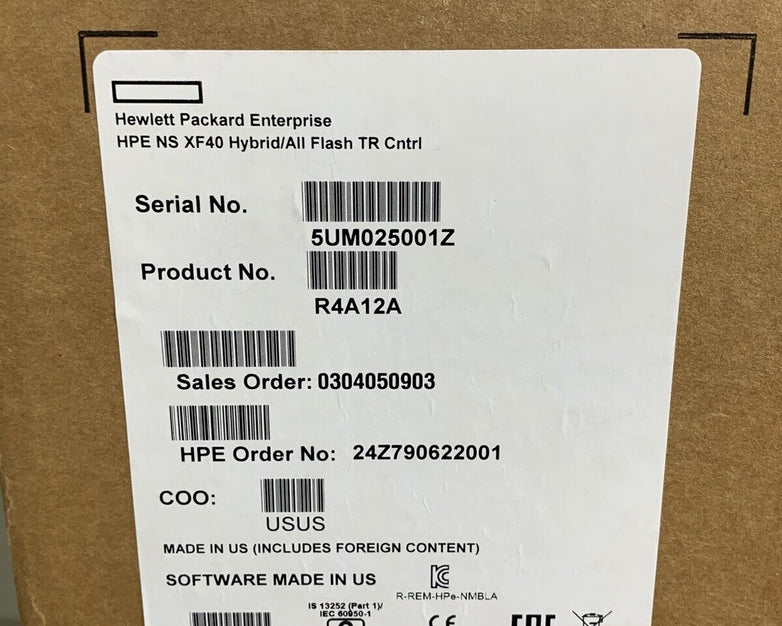 Hewlett Packard Enterprise
HPE NS XF40 Hybrid/All Flash TR Cntrl
Serial No.
5UM025001Z
Product No.
R4A12A
Sales Order: 0304050903
HPE Order No: 24Z790622001
COO:
USUS
MADE IN US (INCLUDES FOREIGN CONTENT)
SOFTWARE MADE IN US
R-REM-HPe-NMBLA
IS 13252 (Part 1)/
IEC 60950-1
CE EAC